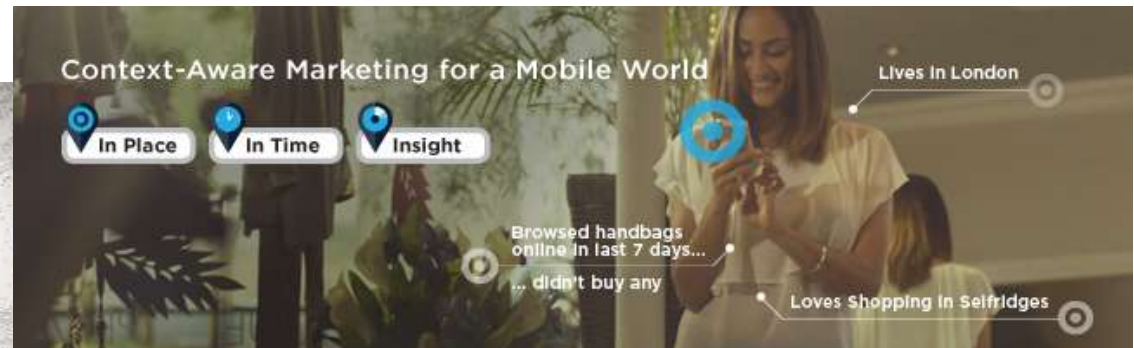 Context-Aware Marketing for a Mobile World
Lives in London
In Place
In Time
Insight
Browsed handbags
online in last 7 days...
... didn't buy any
Loves Shopping in Selfridges